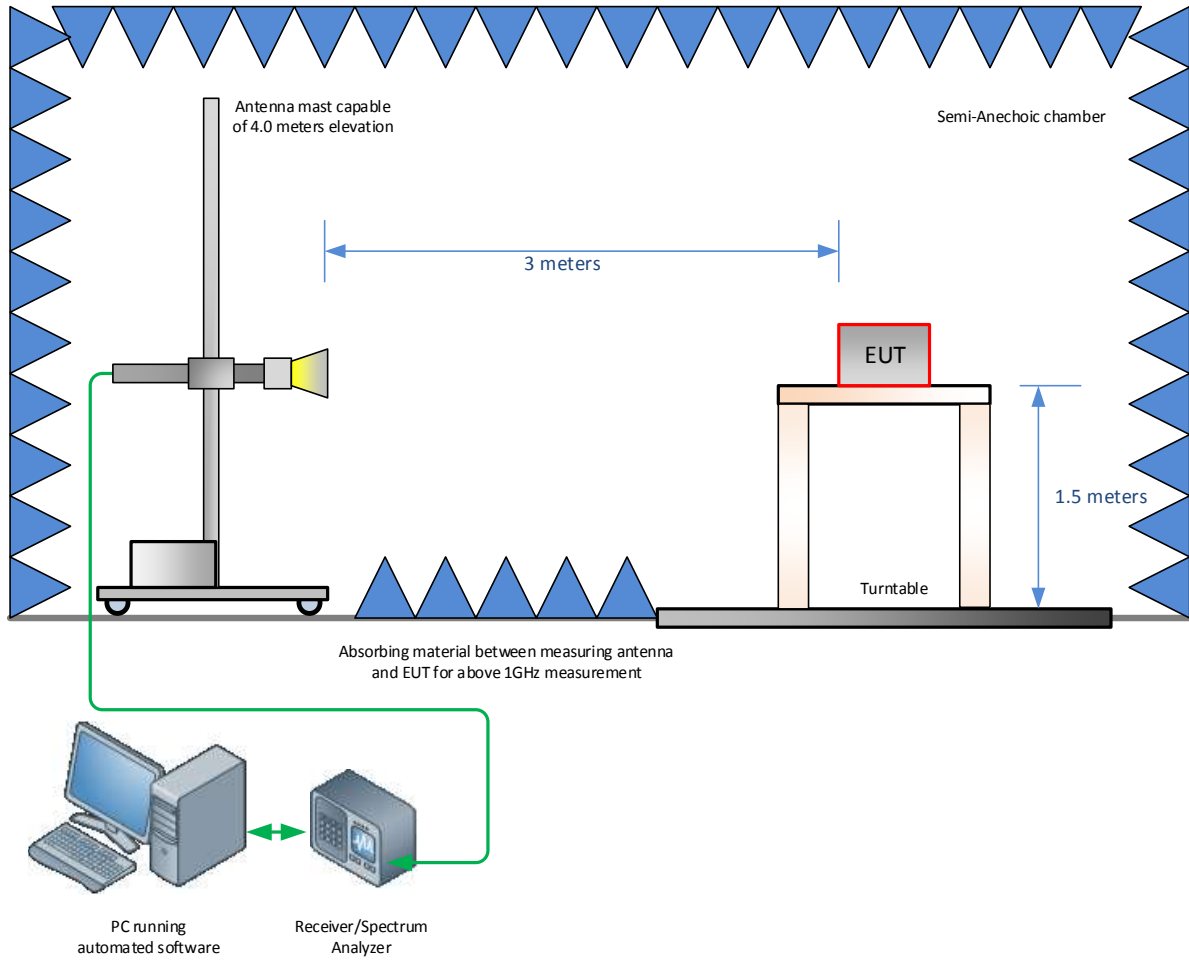 Antenna mast capable
of 4.0 meters elevation
Semi-Anechoic chamber
3 meters
EUT
1.5 meters
Turntable
Absorbing material between measuring antenna
and EUT for above 1GHz measurement
PC running
automated software
Receiver/Spectrum
Analyzer